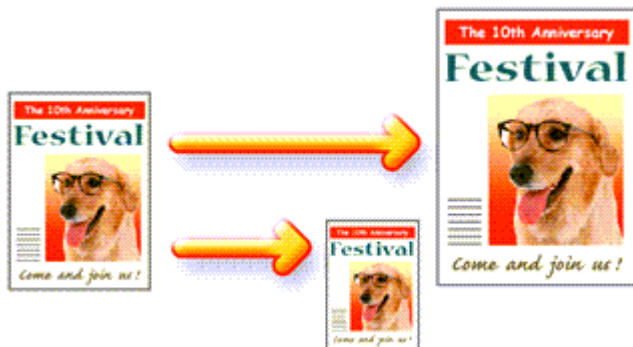 The 10th Anniversary
Festival
Come and join us!
The 10th Anniversary
Festival
Come and join us!
The 10th Anniversary
Festival
Come and join us!